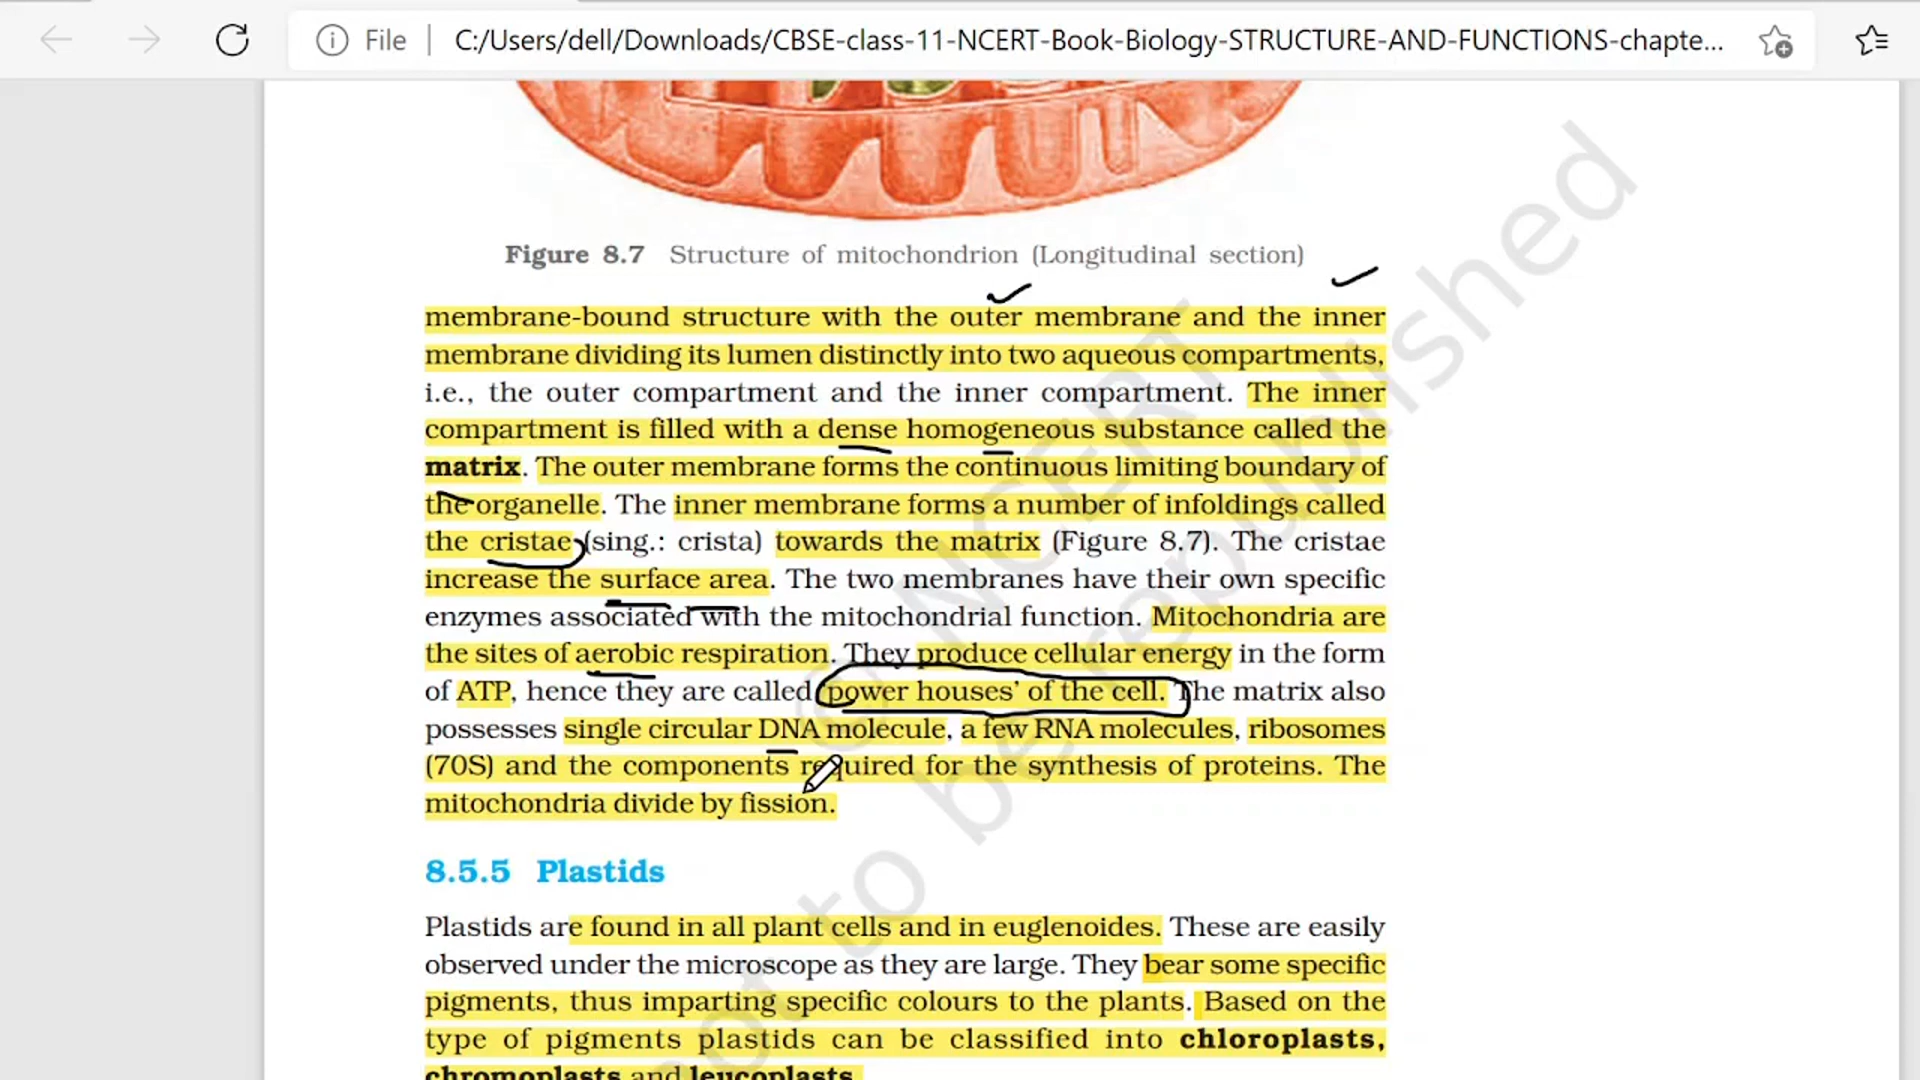 File
C:/Users/dell/Downloads/CBSE-class-11-NCERT-Book-Biology-STRUCTURE-AND-FUNCTIONS-chapte...
Figure 8.7 Structure of mitochondrion (Longitudinal section)
membrane-bound structure with the outer membrane and the inner
membrane dividing its lumen distinctly into two aqueous compartments,
i.e., the outer compartment and the inner compartment. The inner
compartment is filled with a dense homogeneous substance called the
matrix. The outer membrane forms the continuous limiting boundary of
the organelle. The inner membrane forms a number of infoldings called
the cristae (sing.: crista) towards the matrix (Figure 8.7). The cristae
increase the surface area. The two membranes have their own specific
enzymes associated with the mitochondrial function. Mitochondria are
the sites of aerobic respiration. They produce cellular energy in the form
of ATP, hence they are called power houses’ of the cell. The matrix also
possesses single circular DNA molecule, a few RNA molecules, ribosomes
(70S) and the components required for the synthesis of proteins. The
mitochondria divide by fission.
8.5.5 Plastids
Plastids are found in all plant cells and in euglenoides. These are easily
observed under the microscope as they are large. They bear some specific
pigments, thus imparting specific colours to the plants. Based on the
type of pigments plastids can be classified into chloroplasts,
chromoplasts and leucoplasts.
© NCERT
not to be republished